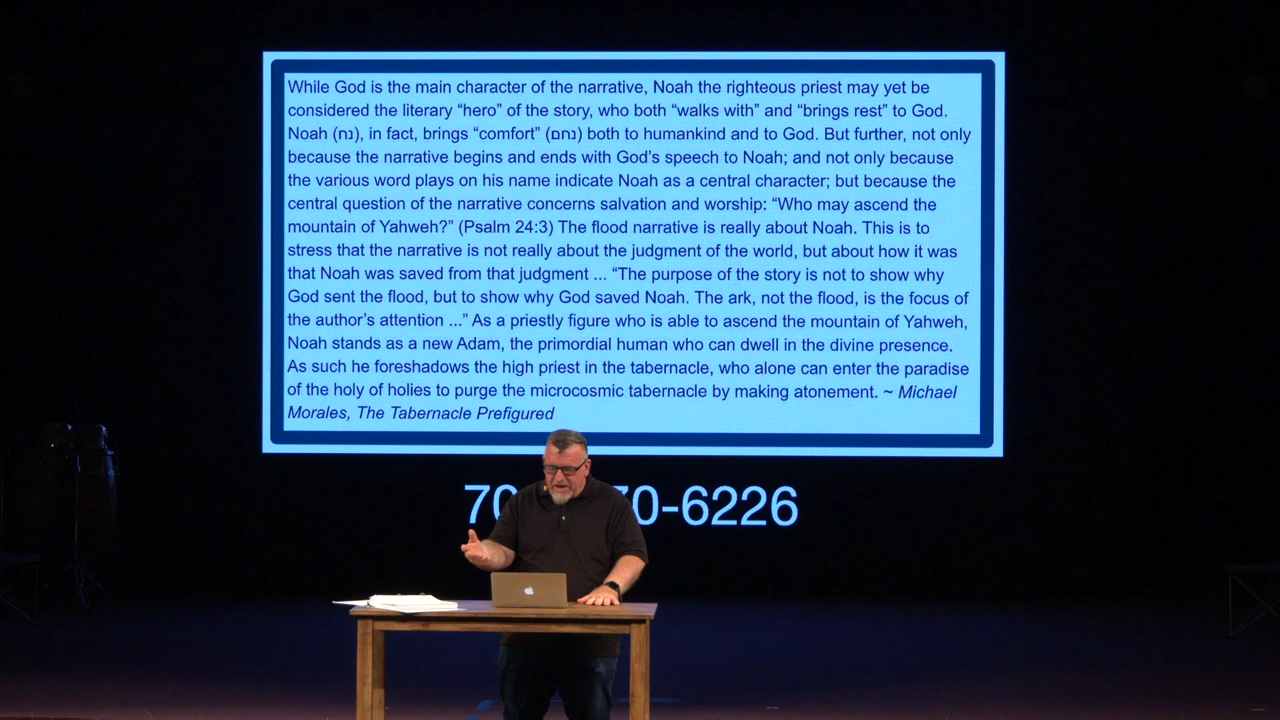 While God is the main character of the narrative, Noah the righteous priest may yet be
considered the literary “hero” of the story, who both “walks with” and “brings rest” to God.
Noah (נח), in fact, brings “comfort” (נחם) both to humankind and to God. But further, not only
because the narrative begins and ends with God’s speech to Noah; and not only because
the various word plays on his name indicate Noah as a central character; but because the
central question of the narrative concerns salvation and worship: “Who may ascend the
mountain of Yahweh?” (Psalm 24:3) The flood narrative is really about Noah. This is to
stress that the narrative is not really about the judgment of the world, but about how it was
that Noah was saved from that judgment ... “The purpose of the story is not to show why
God sent the flood, but to show why God saved Noah. The ark, not the flood, is the focus of
the author’s attention ...” As a priestly figure who is able to ascend the mountain of Yahweh,
Noah stands as a new Adam, the primordial human who can dwell in the divine presence.
As such he foreshadows the high priest in the tabernacle, who alone can enter the paradise
of the holy of holies to purge the microcosmic tabernacle by making atonement. ~ Michael
Morales, The Tabernacle Prefigured
70 70-6226